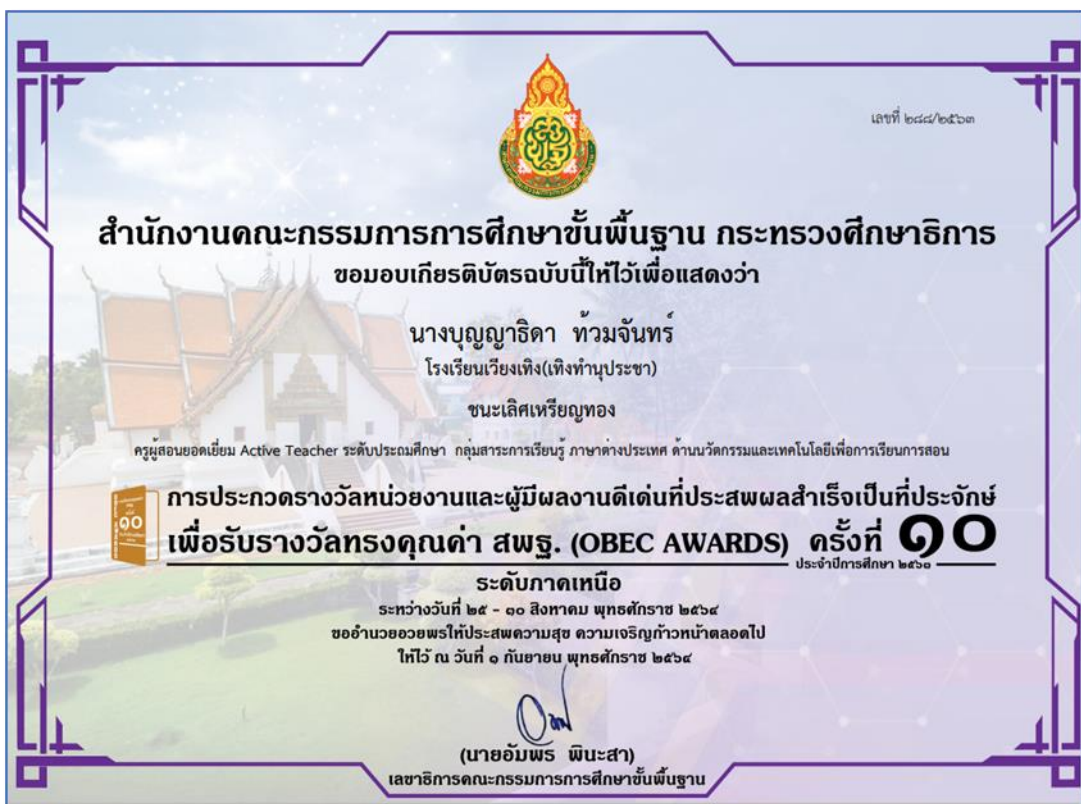 เลขที่ ๒๘๘/๒๕๖๓
สำนักงานคณะกรรมการการศึกษาขั้นพื้นฐาน กระทรวงศึกษาธิการ
ขอมอบเกียรติบัตรฉบับนี้ให้ไว้เพื่อแสดงว่า
นางบุญญาธิดา ท้วมจันทร์
โรงเรียนเวียงเทิง(เทิงทำนุประชา)
ชนะเลิศเหรียญทอง
ครูผู้สอนยอดเยี่ยม Active Teacher ระดับประถมศึกษา กลุ่มสาระการเรียนรู้ ภาษาต่างประเทศ ด้านนวัตกรรมและเทคโนโลยีเพื่อการเรียนการสอน
การประกวดรางวัลหน่วยงานและผู้มีผลงานดีเด่นที่ประสพผลสำเร็จเป็นที่ประจักษ์
๑๐
เพื่อรับรางวัลทรงคุณค่า สพฐ. (OBEC AWARDS) ครั้งที่ ๑๐
ประจำปีการศึกษา ๒๕๖๓
ระดับภาคเหนือ
ระหว่างวันที่ ๒๕ - ๓๐ สิงหาคม พุทธศักราช ๒๕๖๔
ขออำนวยอวยพรให้ประสพความสุข ความเจริญก้าวหน้าตลอดไป
ให้ไว้ ณ วันที่ ๑ กันยายน พุทธศักราช ๒๕๖๔
(นายอัมพร พินะสา)
เลขาธิการคณะกรรมการการศึกษาขั้นพื้นฐาน